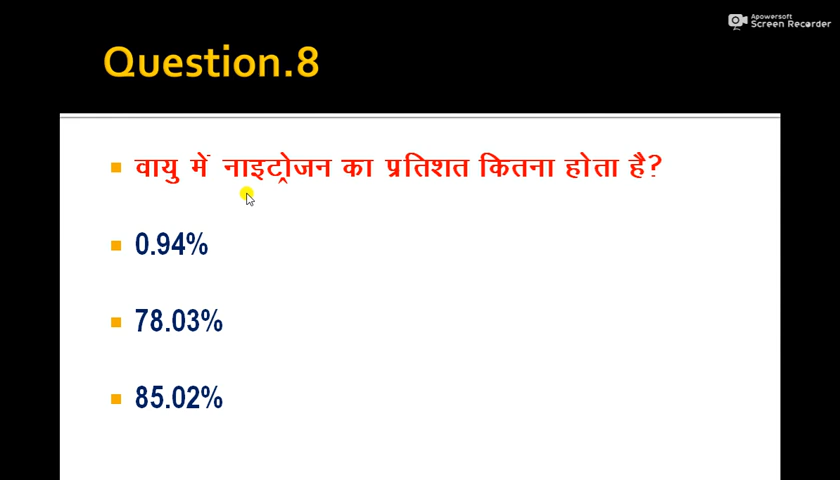 Apowersoft
Screen Recorder
Question.8
वायु में नाइट्रोजन का प्रतिशत कितना होता है?
0.94%
78.03%
85.02%